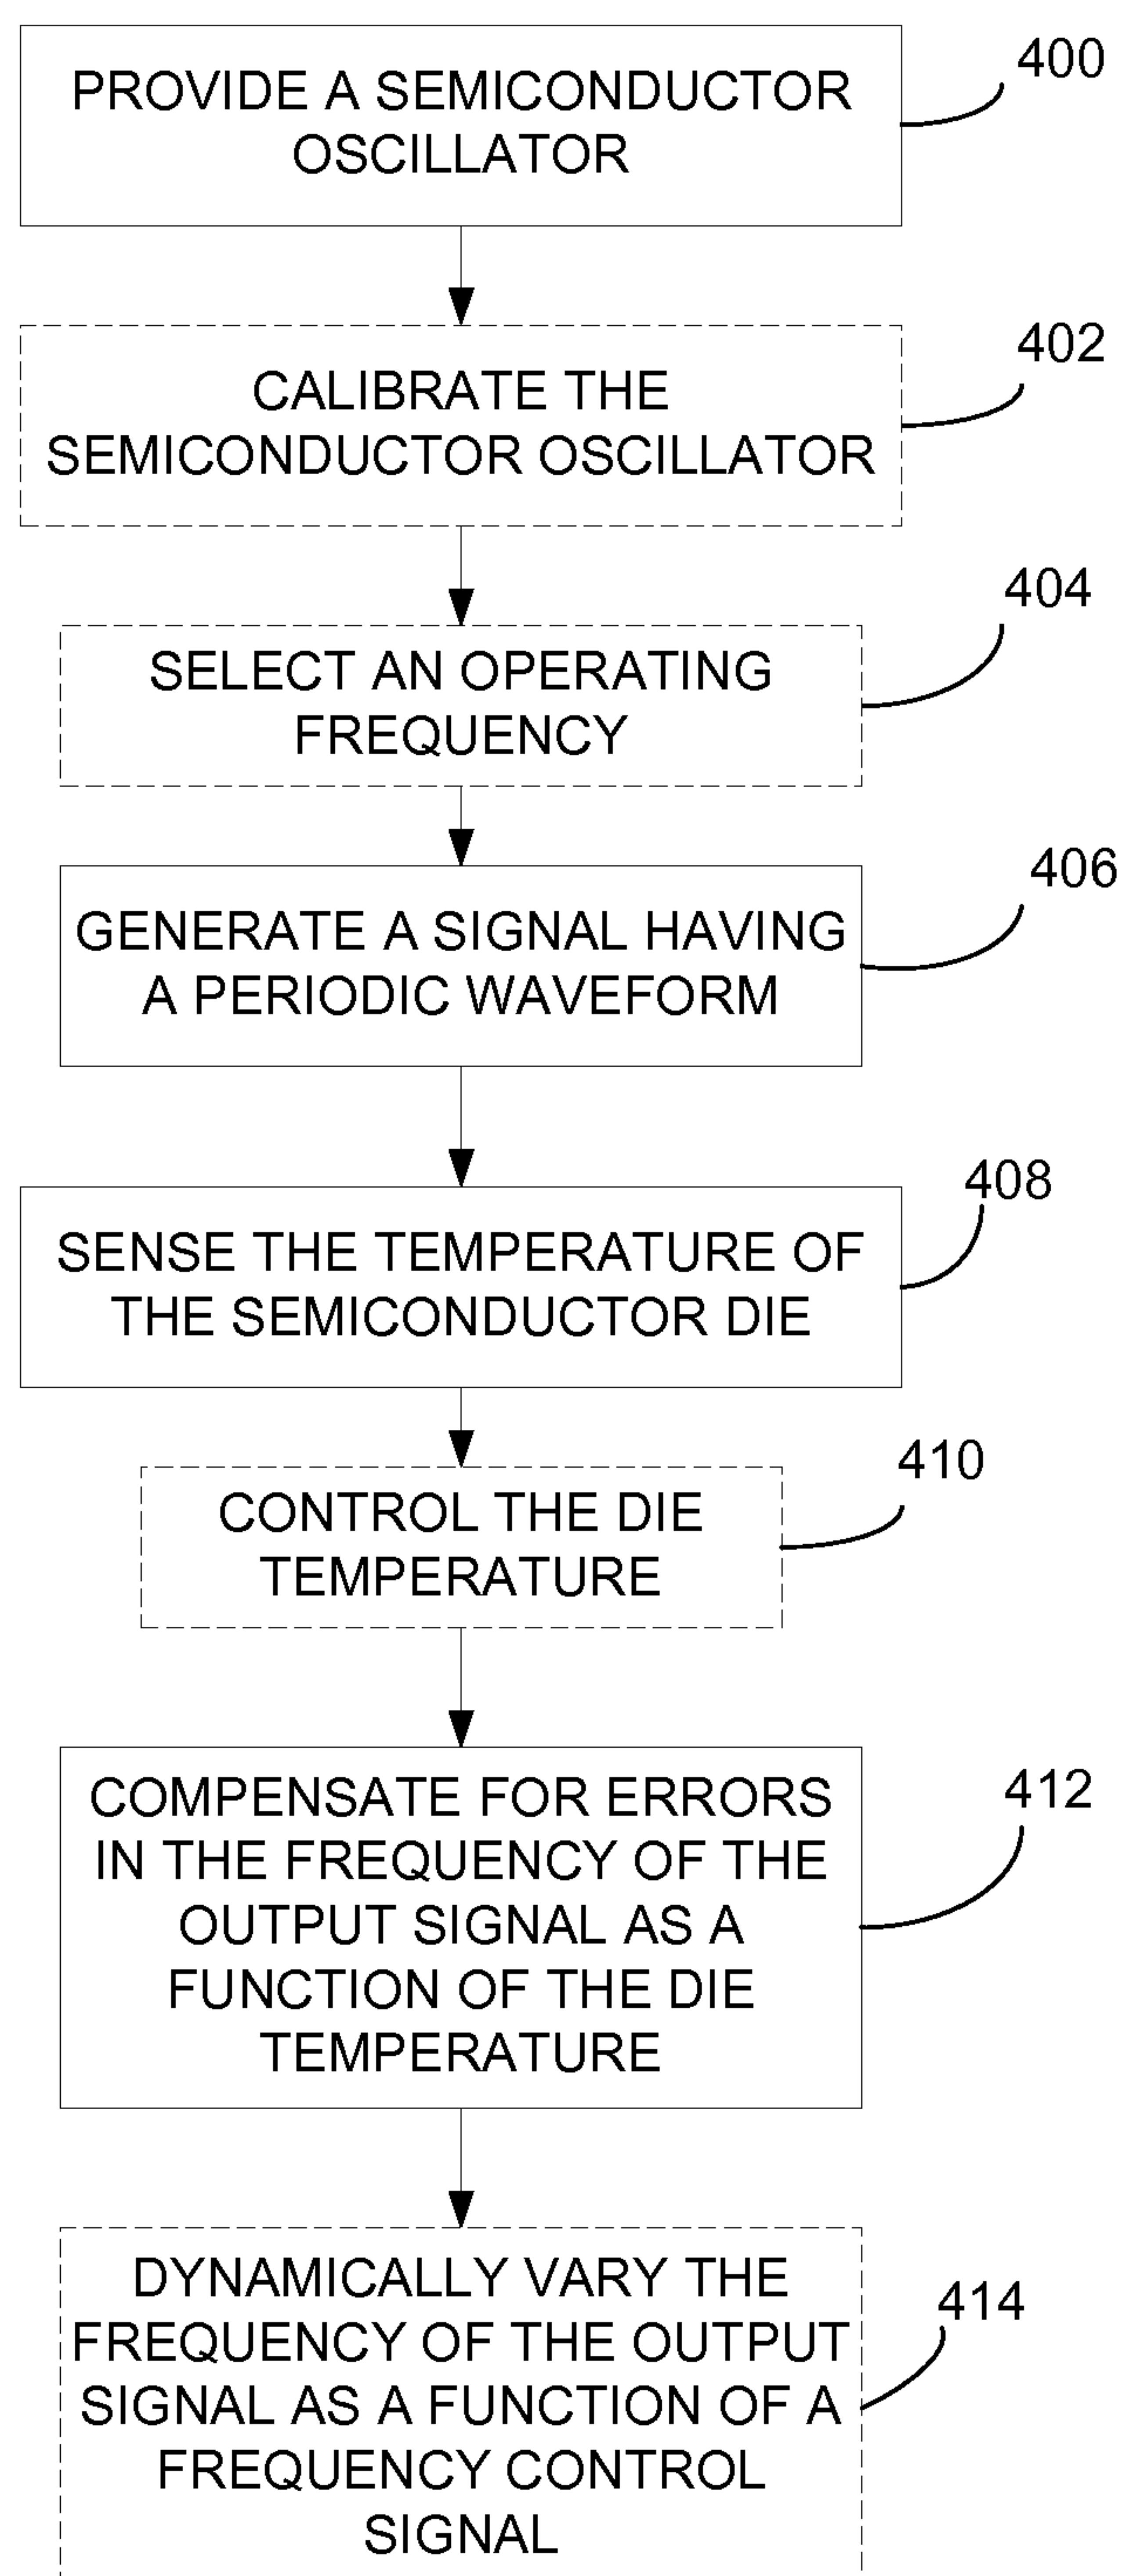 PROVIDE A SEMICONDUCTOR
OSCILLATOR
400
CALIBRATE THE
SEMICONDUCTOR OSCILLATOR
402
SELECT AN OPERATING
FREQUENCY
404
GENERATE A SIGNAL HAVING
A PERIODIC WAVEFORM
406
SENSE THE TEMPERATURE OF
THE SEMICONDUCTOR DIE
408
CONTROL THE DIE
TEMPERATURE
410
COMPENSATE FOR ERRORS
IN THE FREQUENCY OF THE
OUTPUT SIGNAL AS A
FUNCTION OF THE DIE
TEMPERATURE
412
DYNAMICALLY VARY THE
FREQUENCY OF THE OUTPUT
SIGNAL AS A FUNCTION OF A
FREQUENCY CONTROL
SIGNAL
414